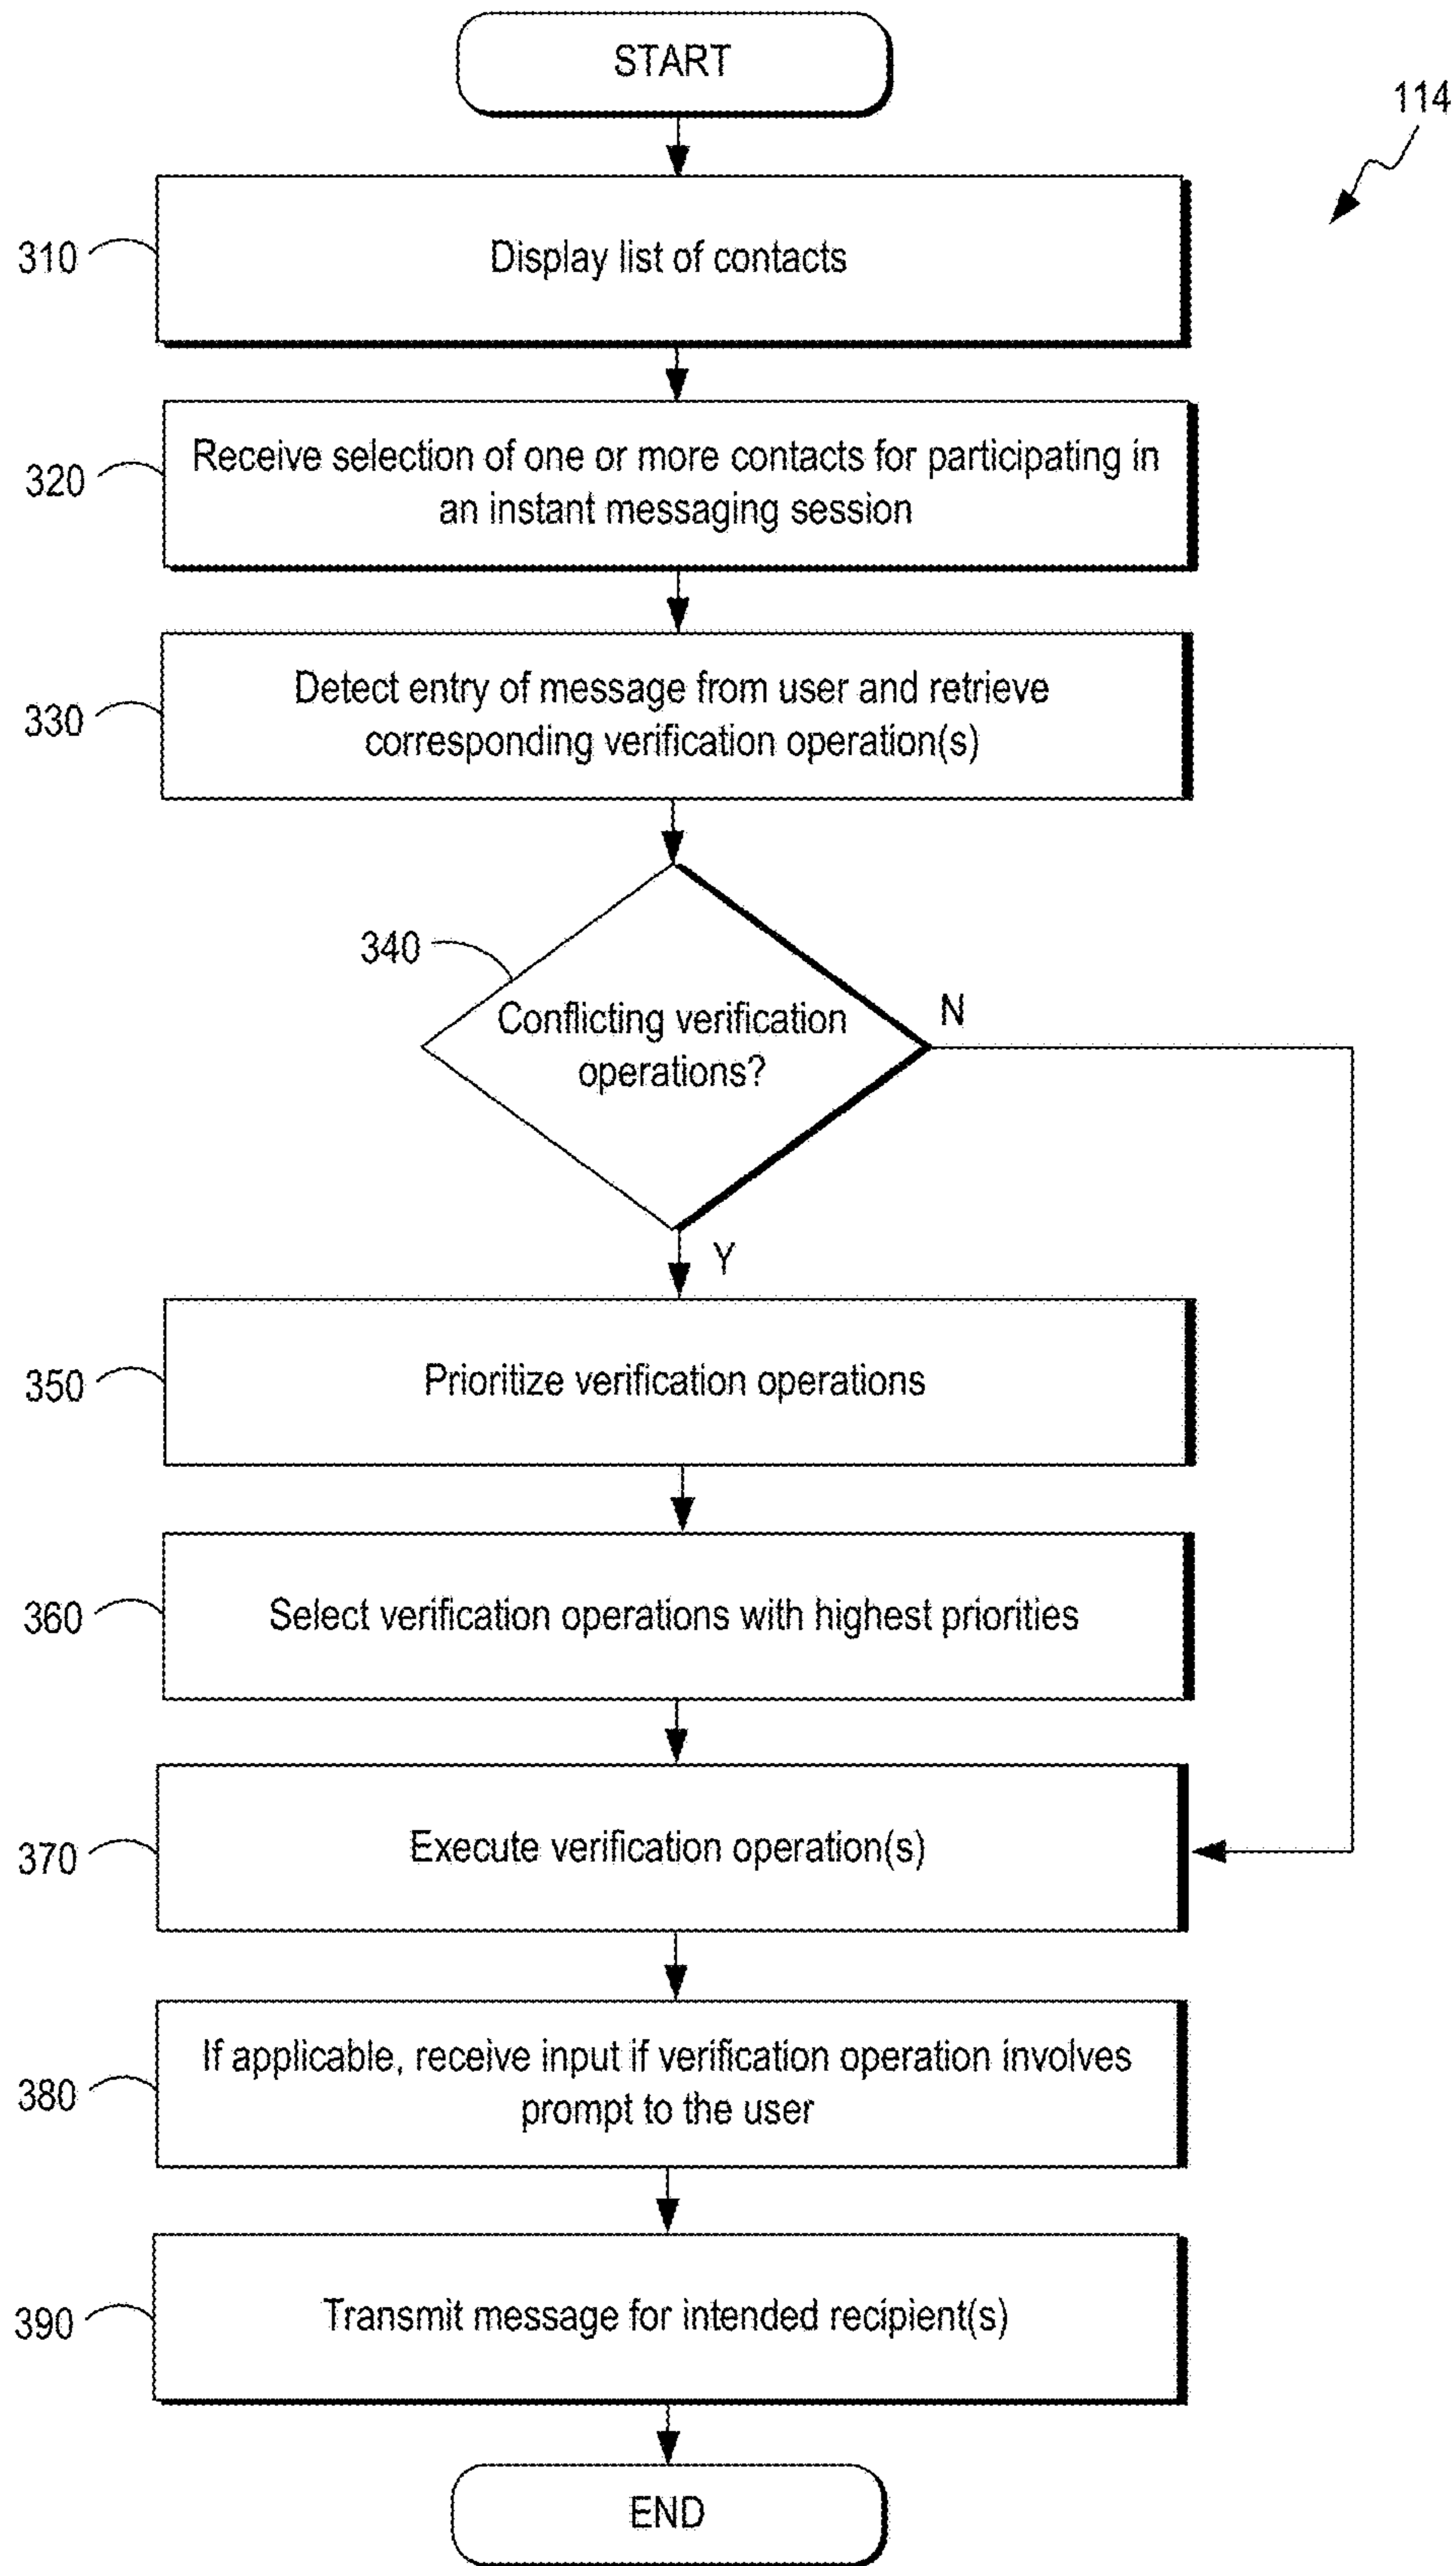 START
114
310
Display list of contacts
320
Receive selection of one or more contacts for participating in
an instant messaging session
330
Detect entry of message from user and retrieve
corresponding verification operation(s)
340
Conflicting verification
operations?
N
Y
350
Prioritize verification operations
360
Select verification operations with highest priorities
370
Execute verification operation(s)
380
If applicable, receive input if verification operation involves
prompt to the user
390
Transmit message for intended recipient(s)
END